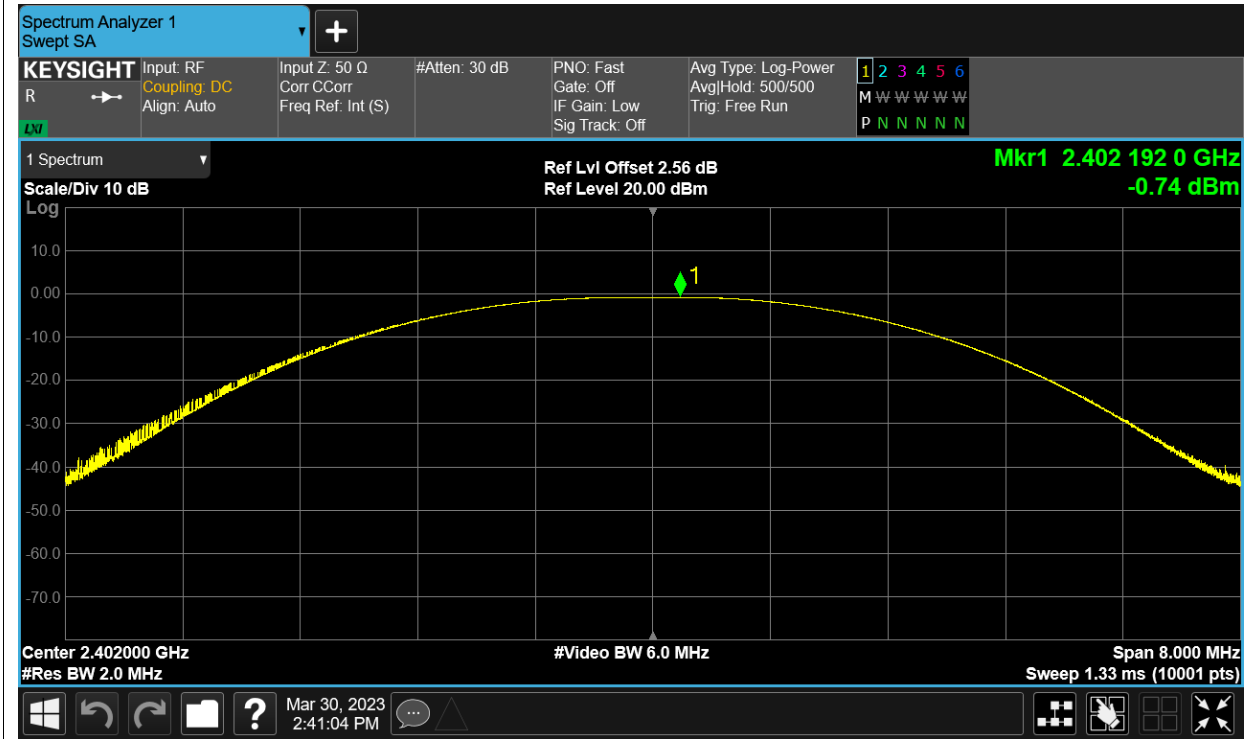 Spectrum Analyzer 1
Swept SA
KEYSIGHT
R
LXI
Input: RF
Coupling: DC
Align: Auto
Input Z: 50 Ω
Corr CCorr
Freq Ref: Int (S)
#Atten: 30 dB
PNO: Fast
Gate: Off
IF Gain: Low
Sig Track: Off
Avg Type: Log-Power
Avg|Hold: 500/500
Trig: Free Run
1 2 3 4 5 6
M W W W W W W
P N N N N N N
1 Spectrum
Scale/Div 10 dB
Log
Ref Lvl Offset 2.56 dB
Ref Level 20.00 dBm
Mkr1 2.402 192 0 GHz
-0.74 dBm
10.0
0.00
-10.0
-20.0
-30.0
-40.0
-50.0
-60.0
-70.0
1
Center 2.402000 GHz
#Res BW 2.0 MHz
#Video BW 6.0 MHz
Span 8.000 MHz
Sweep 1.33 ms (10001 pts)
?
Mar 30, 2023
2:41:04 PM